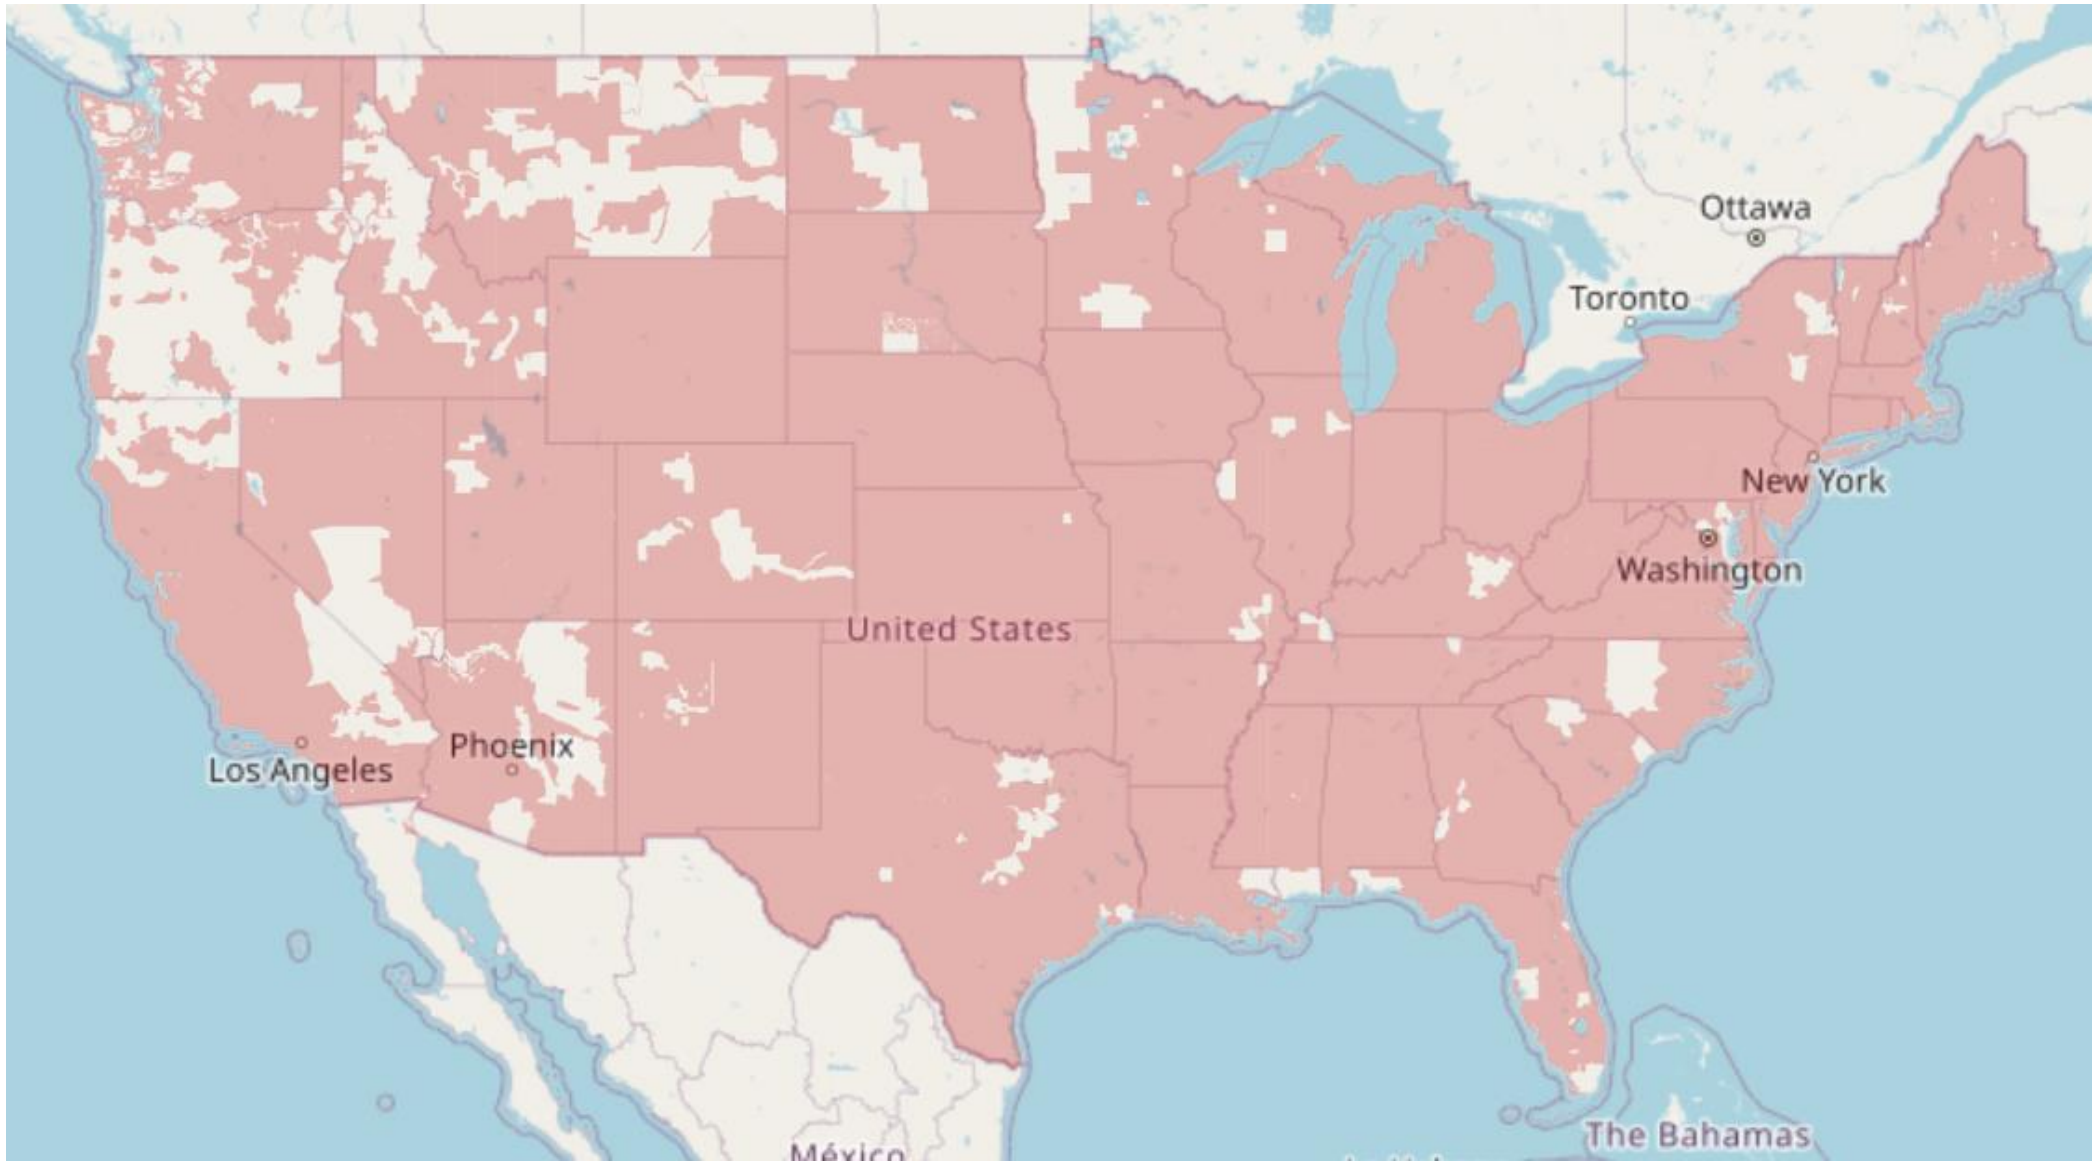 Ottawa
Toronto
New York
Washington
United States
Phoenix
Los Angeles
The Bahamas
México